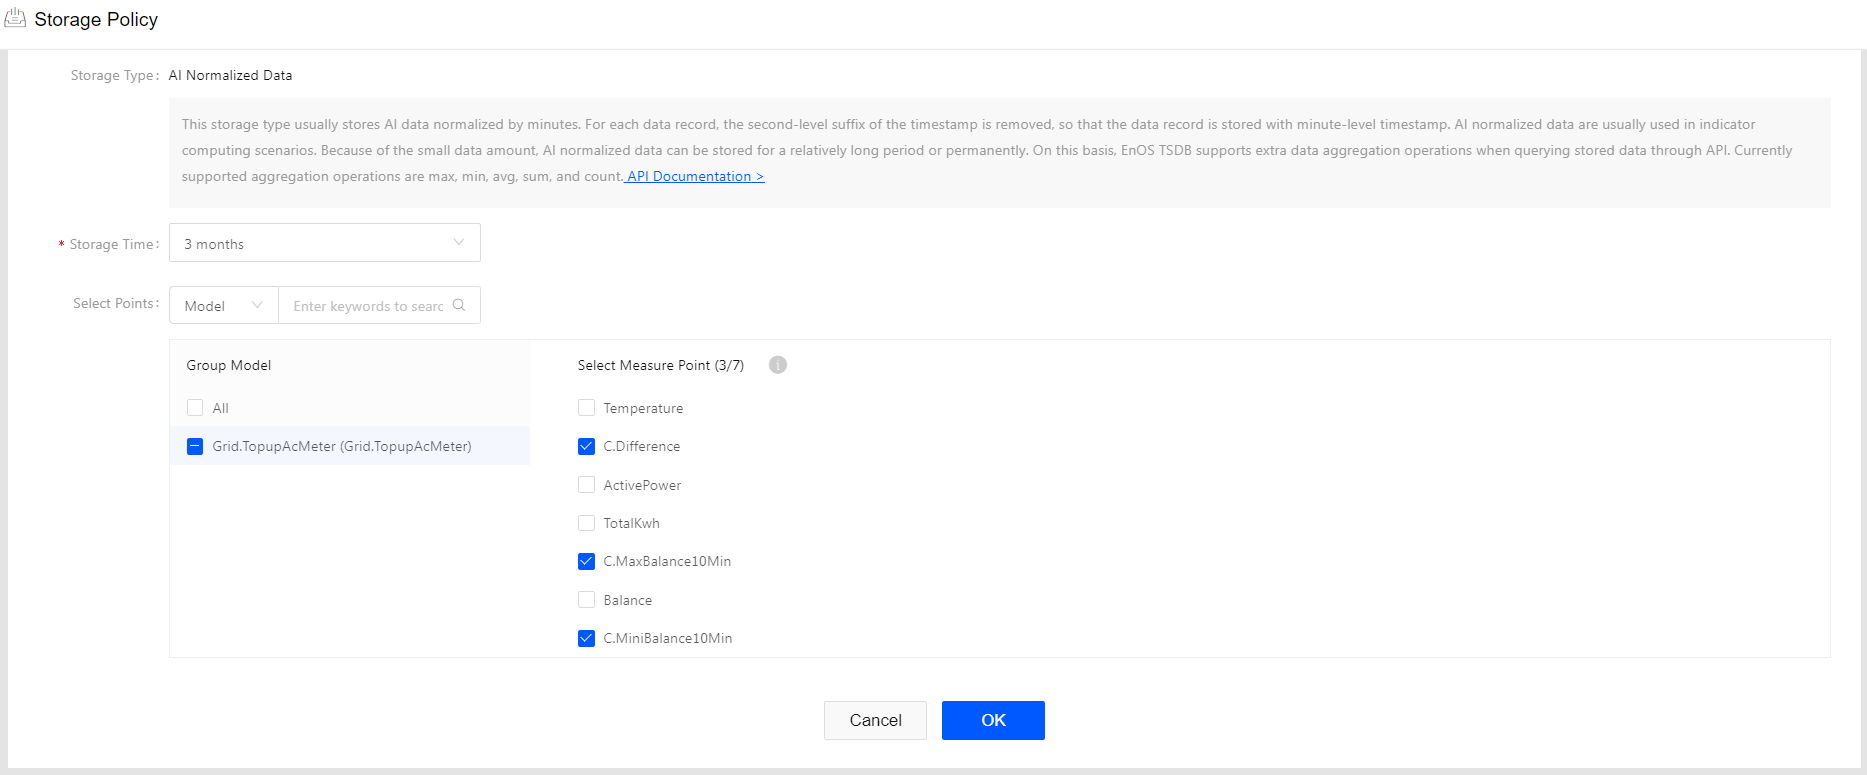 Storage Policy
Storage Type: AI Normalized Data
This storage type usually stores AI data normalized by minutes. For each data record, the second-level suffix of the timestamp is removed, so that the data record is stored with minute-level timestamp. AI normalized data are usually used in indicator
computing scenarios. Because of the small data amount, AI normalized data can be stored for a relatively long period or permanently. On this basis, EnOS TSDB supports extra data aggregation operations when querying stored data through API. Currently
supported aggregation operations are max, min, avg, sum, and count. API Documentation >
* Storage Time: 3 months
Select Points: Model Enter keywords to searc
Group Model
All
Grid.TopupAcMeter (Grid.TopupAcMeter)
Select Measure Point (3/7)
Temperature
C.Difference
ActivePower
TotalKwh
C.MaxBalance10Min
Balance
C.MiniBalance10Min
Cancel OK